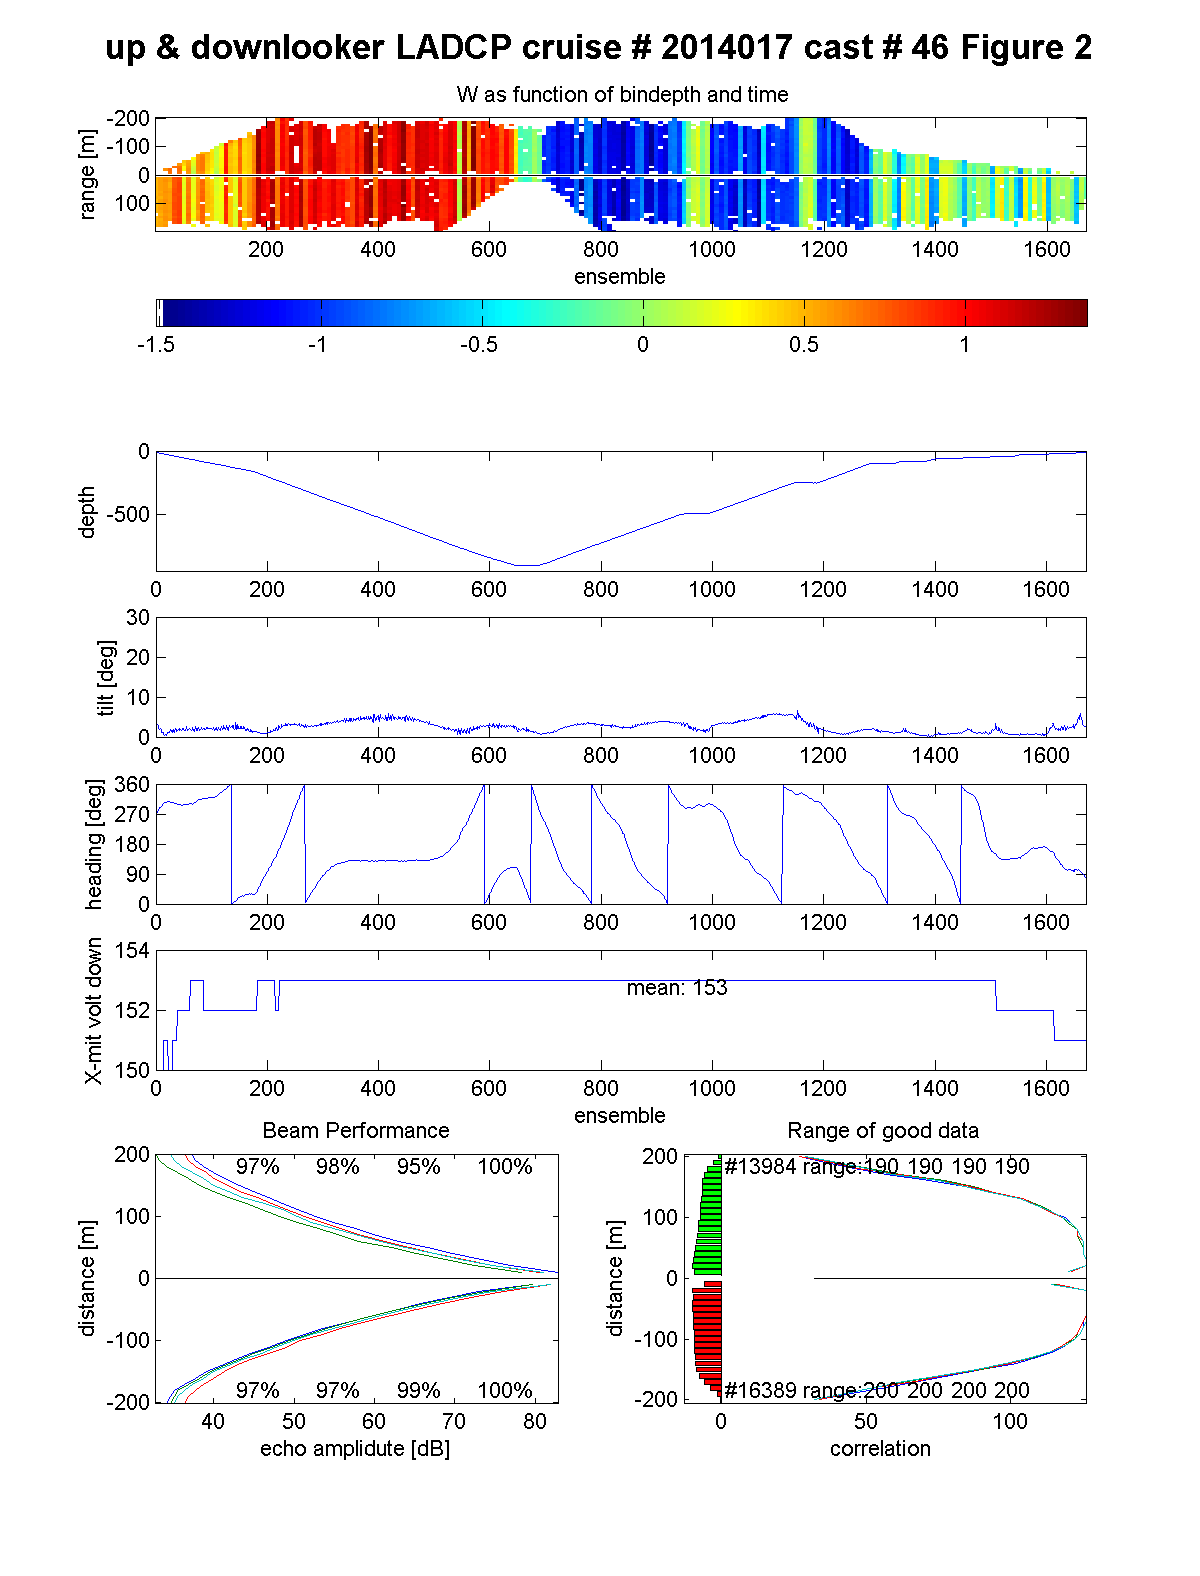 up & downlooker LADCP cruise # 2014017 cast # 46 Figure 2
W as function of bindepth and time
range [m]
-200
-100
0
100
200 400 600 800 1000 1200 1400 1600
ensemble
-1.5 -1 -0.5 0 0.5 1
depth
0
-500
0 200 400 600 800 1000 1200 1400 1600
tilt [deg]
30
20
10
0
0 200 400 600 800 1000 1200 1400 1600
heading [deg]
360
270
180
90
0
0 200 400 600 800 1000 1200 1400 1600
X-mit volt down
154
152
150
mean: 153
0 200 400 600 800 1000 1200 1400 1600
ensemble
Beam Performance
distance [m]
200
100
0
-100
-200
97% 98% 95% 100%
97% 97% 99% 100%
40 50 60 70 80
echo amplidute [dB]
Range of good data
distance [m]
200
100
0
-100
-200
#13984 range:190 190 190 190
#16389 range:200 200 200 200
0 50 100
correlation